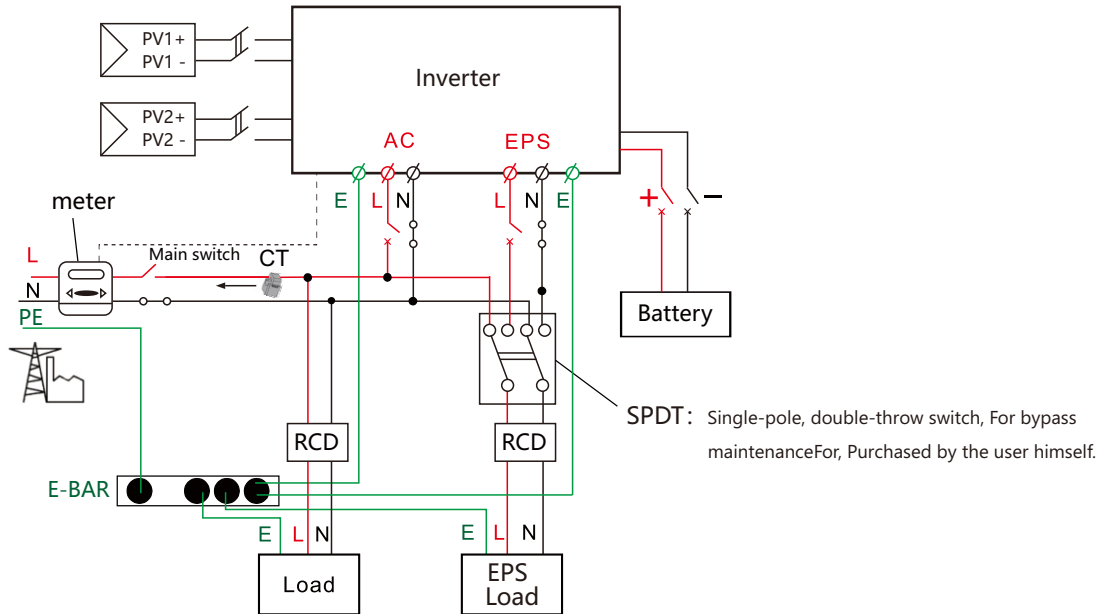 PV1+
PV1 -
PV2+
PV2 -
Inverter
AC
EPS
E
L
N
L
N
E
+
−
meter
L
Main switch
CT
N
PE
Battery
SPDT: Single-pole, double-throw switch, For bypass
maintenanceFor, Purchased by the user himself.
RCD
RCD
E-BAR
E
L
N
E
L
N
Load
EPS
Load